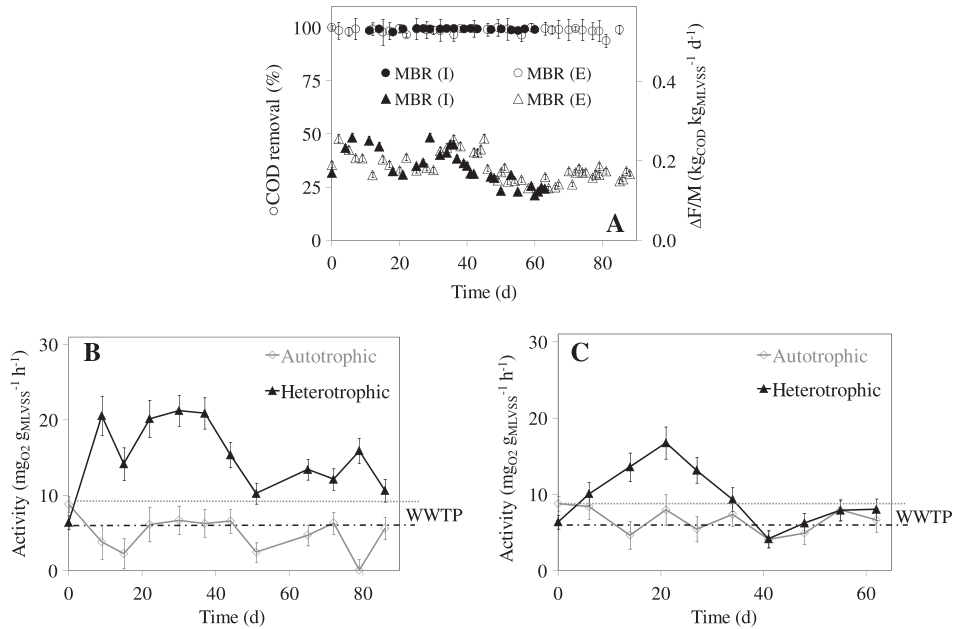 ○COD removal (%)
100
75
50
25
0
● MBR (I) ○ MBR (E)
▲ MBR (I) △ MBR (E)
0.4
0.2
0.0
ΔF/M (kgCOD kgMLVSS-1 d-1)
A
0 20 40 60 80
Time (d)
B
Activity (mgO2 gMLVSS-1 h-1)
30
20
10
0
Autotrophic
Heterotrophic
WWTP
0 20 40 60 80
Time (d)
C
Activity (mgO2 gMLVSS-1 h-1)
30
20
10
0
Autotrophic
Heterotrophic
WWTP
0 20 40 60
Time (d)